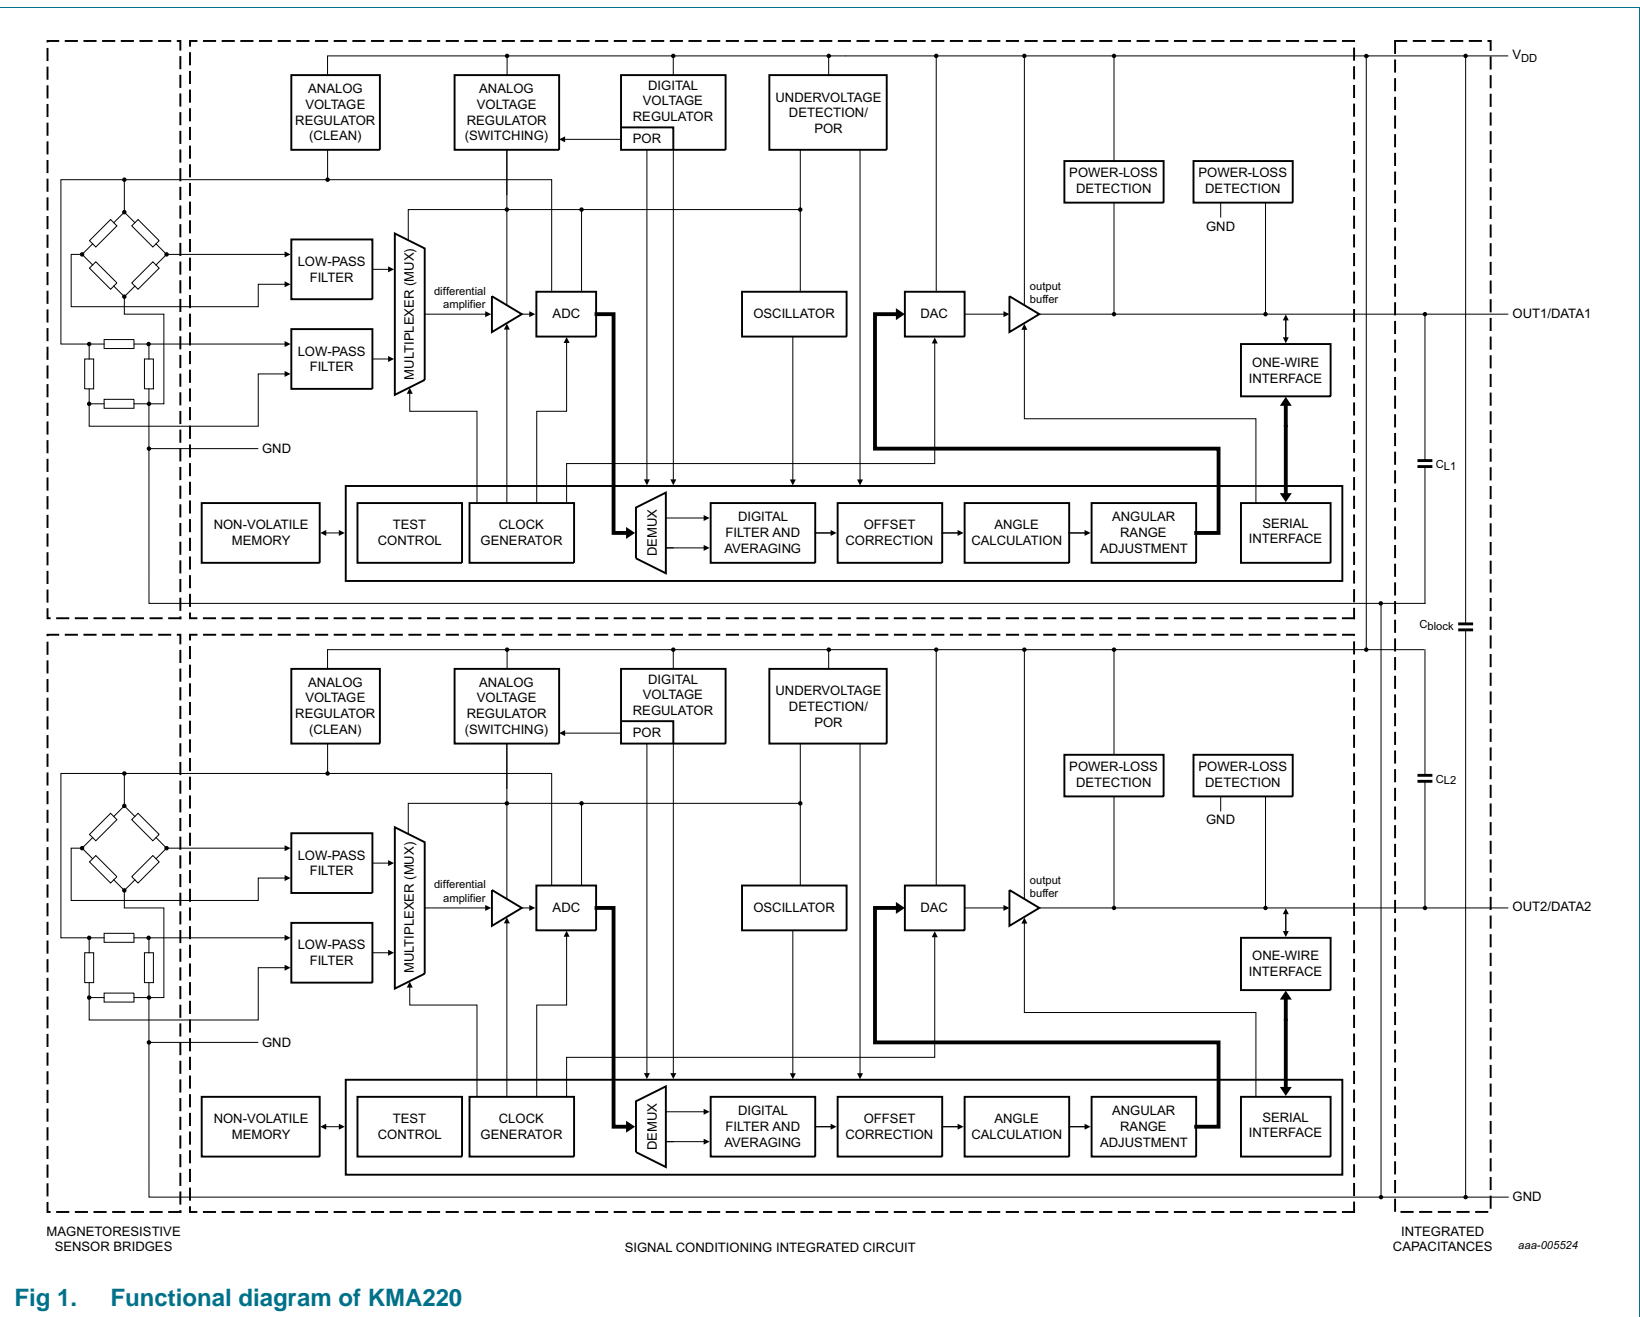 VDD
ANALOG
VOLTAGE
REGULATOR
(CLEAN)
ANALOG
VOLTAGE
REGULATOR
(SWITCHING)
DIGITAL
VOLTAGE
REGULATOR
POR
UNDERVOLTAGE
DETECTION/
POR
POWER-LOSS
DETECTION
POWER-LOSS
DETECTION
GND
LOW-PASS
FILTER
LOW-PASS
FILTER
MULTIPLEXER (MUX)
differential
amplifier
ADC
OSCILLATOR
DAC
output
buffer
OUT1/DATA1
ONE-WIRE
INTERFACE
GND
CL1
NON-VOLATILE
MEMORY
TEST
CONTROL
CLOCK
GENERATOR
DEMUX
DIGITAL
FILTER AND
AVERAGING
OFFSET
CORRECTION
ANGLE
CALCULATION
ANGULAR
RANGE
ADJUSTMENT
SERIAL
INTERFACE
Cblock
ANALOG
VOLTAGE
REGULATOR
(CLEAN)
ANALOG
VOLTAGE
REGULATOR
(SWITCHING)
DIGITAL
VOLTAGE
REGULATOR
POR
UNDERVOLTAGE
DETECTION/
POR
POWER-LOSS
DETECTION
POWER-LOSS
DETECTION
GND
CL2
LOW-PASS
FILTER
LOW-PASS
FILTER
MULTIPLEXER (MUX)
differential
amplifier
ADC
OSCILLATOR
DAC
output
buffer
OUT2/DATA2
ONE-WIRE
INTERFACE
GND
NON-VOLATILE
MEMORY
TEST
CONTROL
CLOCK
GENERATOR
DEMUX
DIGITAL
FILTER AND
AVERAGING
OFFSET
CORRECTION
ANGLE
CALCULATION
ANGULAR
RANGE
ADJUSTMENT
SERIAL
INTERFACE
GND
MAGNETORESISTIVE
SENSOR BRIDGES
SIGNAL CONDITIONING INTEGRATED CIRCUIT
INTEGRATED
CAPACITANCES
aaa-005524
Fig 1. Functional diagram of KMA220